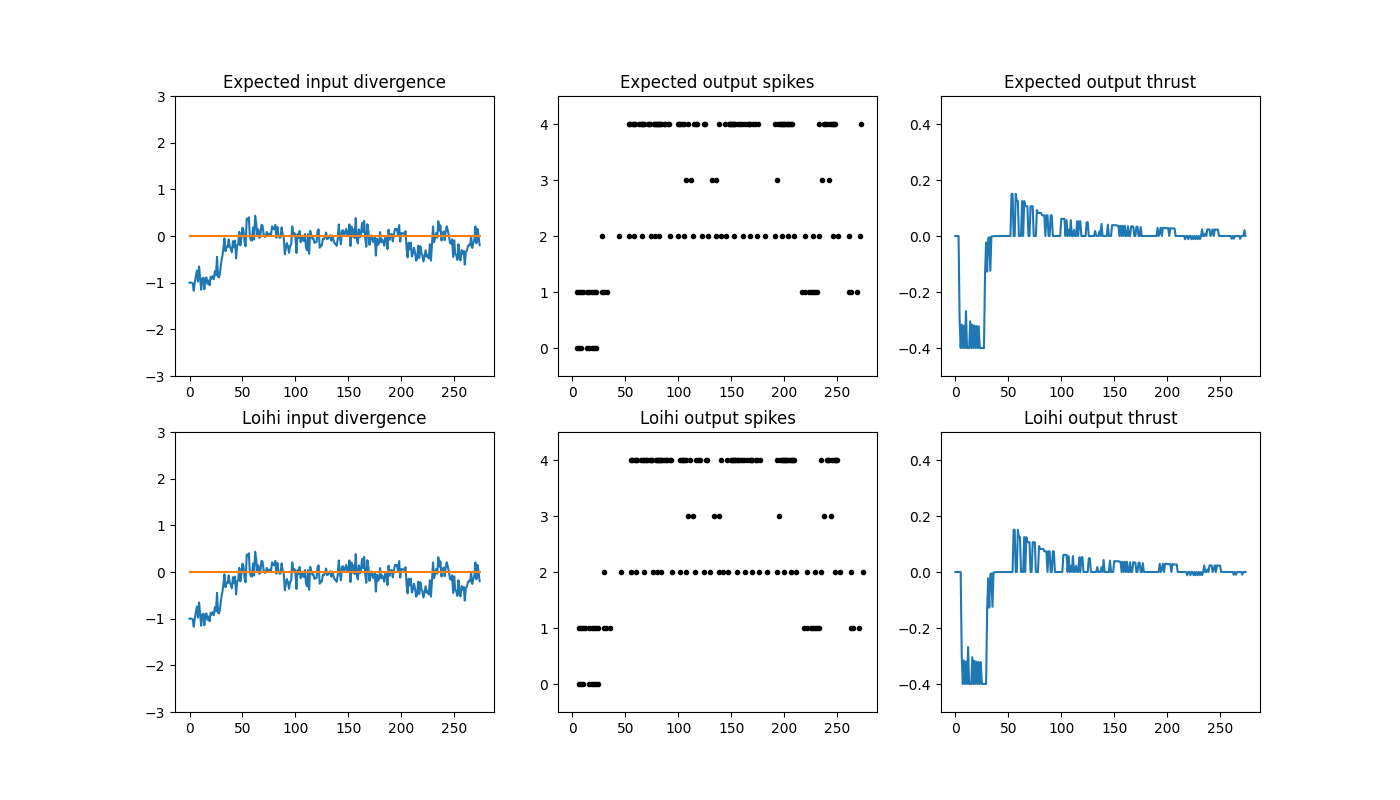 Expected input divergence
3
2
1
0
−1
−2
−3
0 50 100 150 200 250
Expected output spikes
4
3
2
1
0
0 50 100 150 200 250
Expected output thrust
0.4
0.2
0.0
−0.2
−0.4
0 50 100 150 200 250
Loihi input divergence
3
2
1
0
−1
−2
−3
0 50 100 150 200 250
Loihi output spikes
4
3
2
1
0
0 50 100 150 200 250
Loihi output thrust
0.4
0.2
0.0
−0.2
−0.4
0 50 100 150 200 250